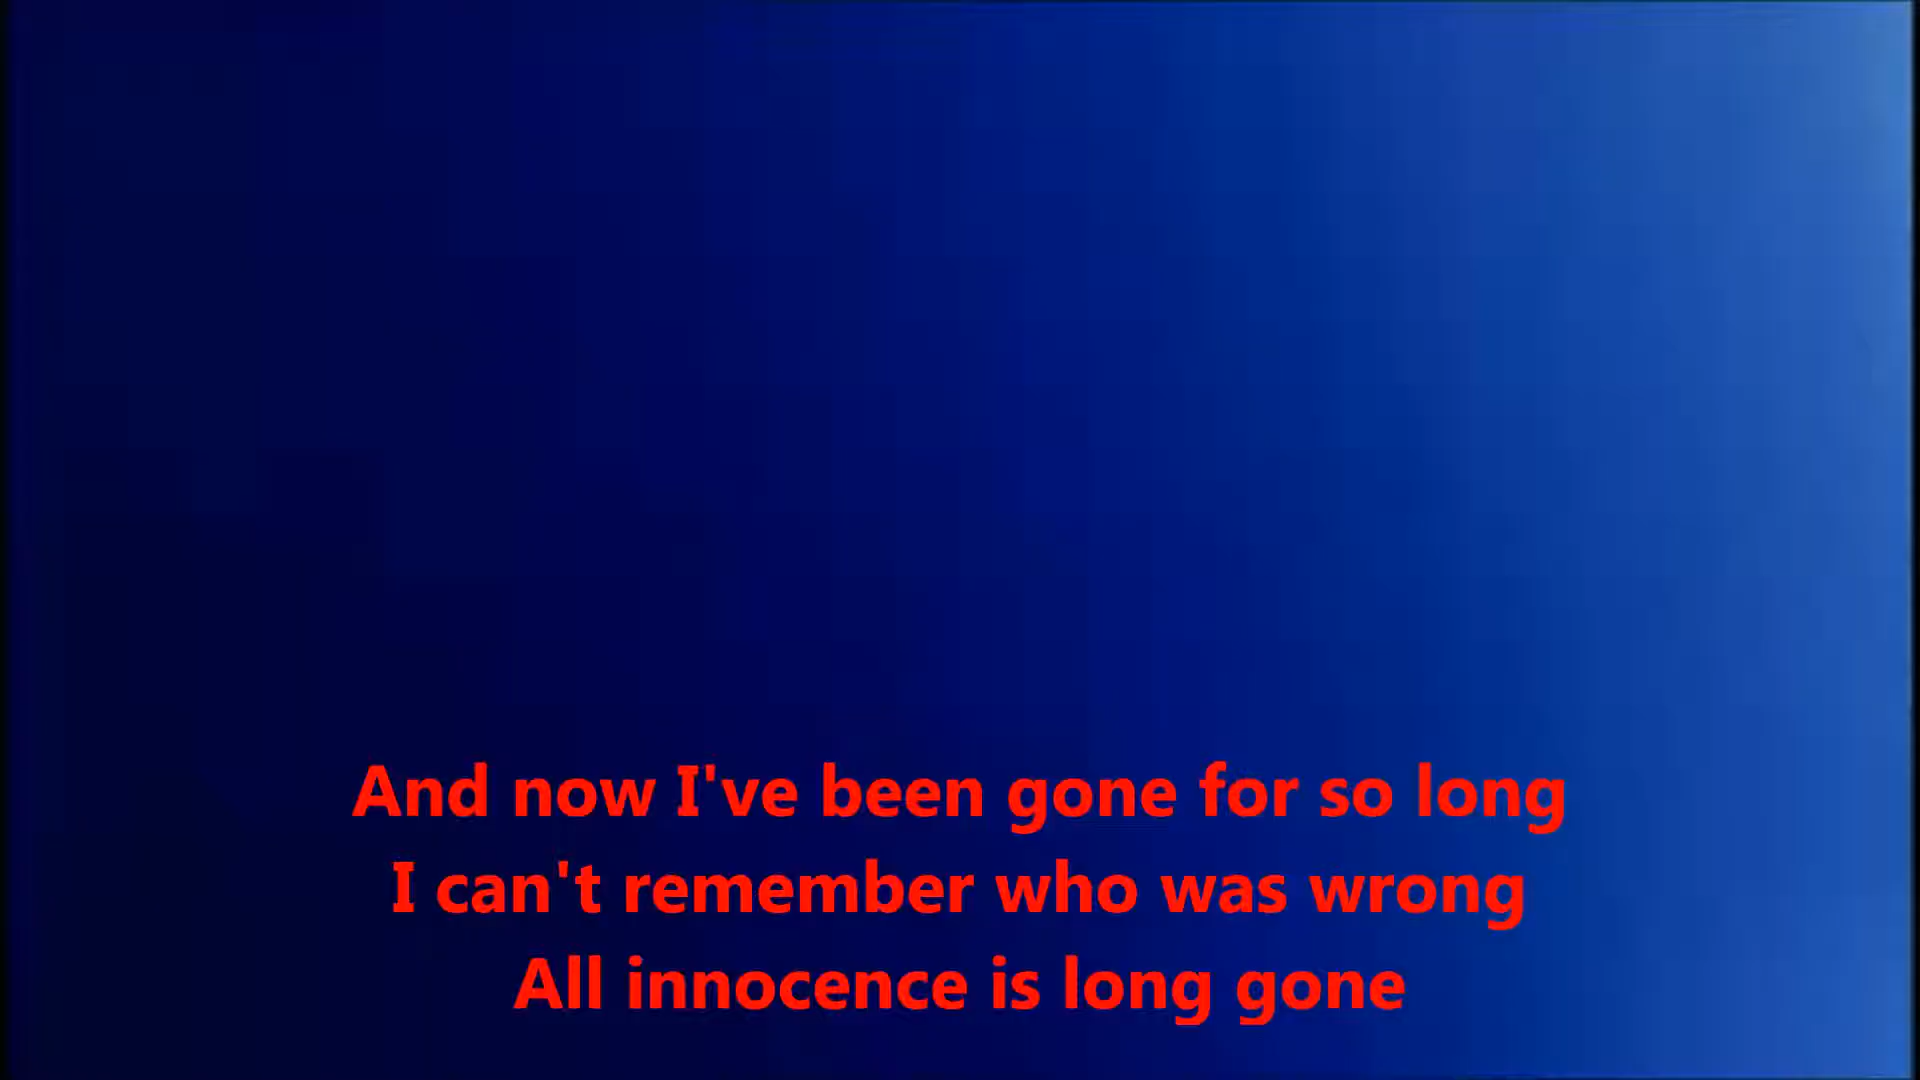 And now I've been gone for so long
I can't remember who was wrong
All innocence is long gone